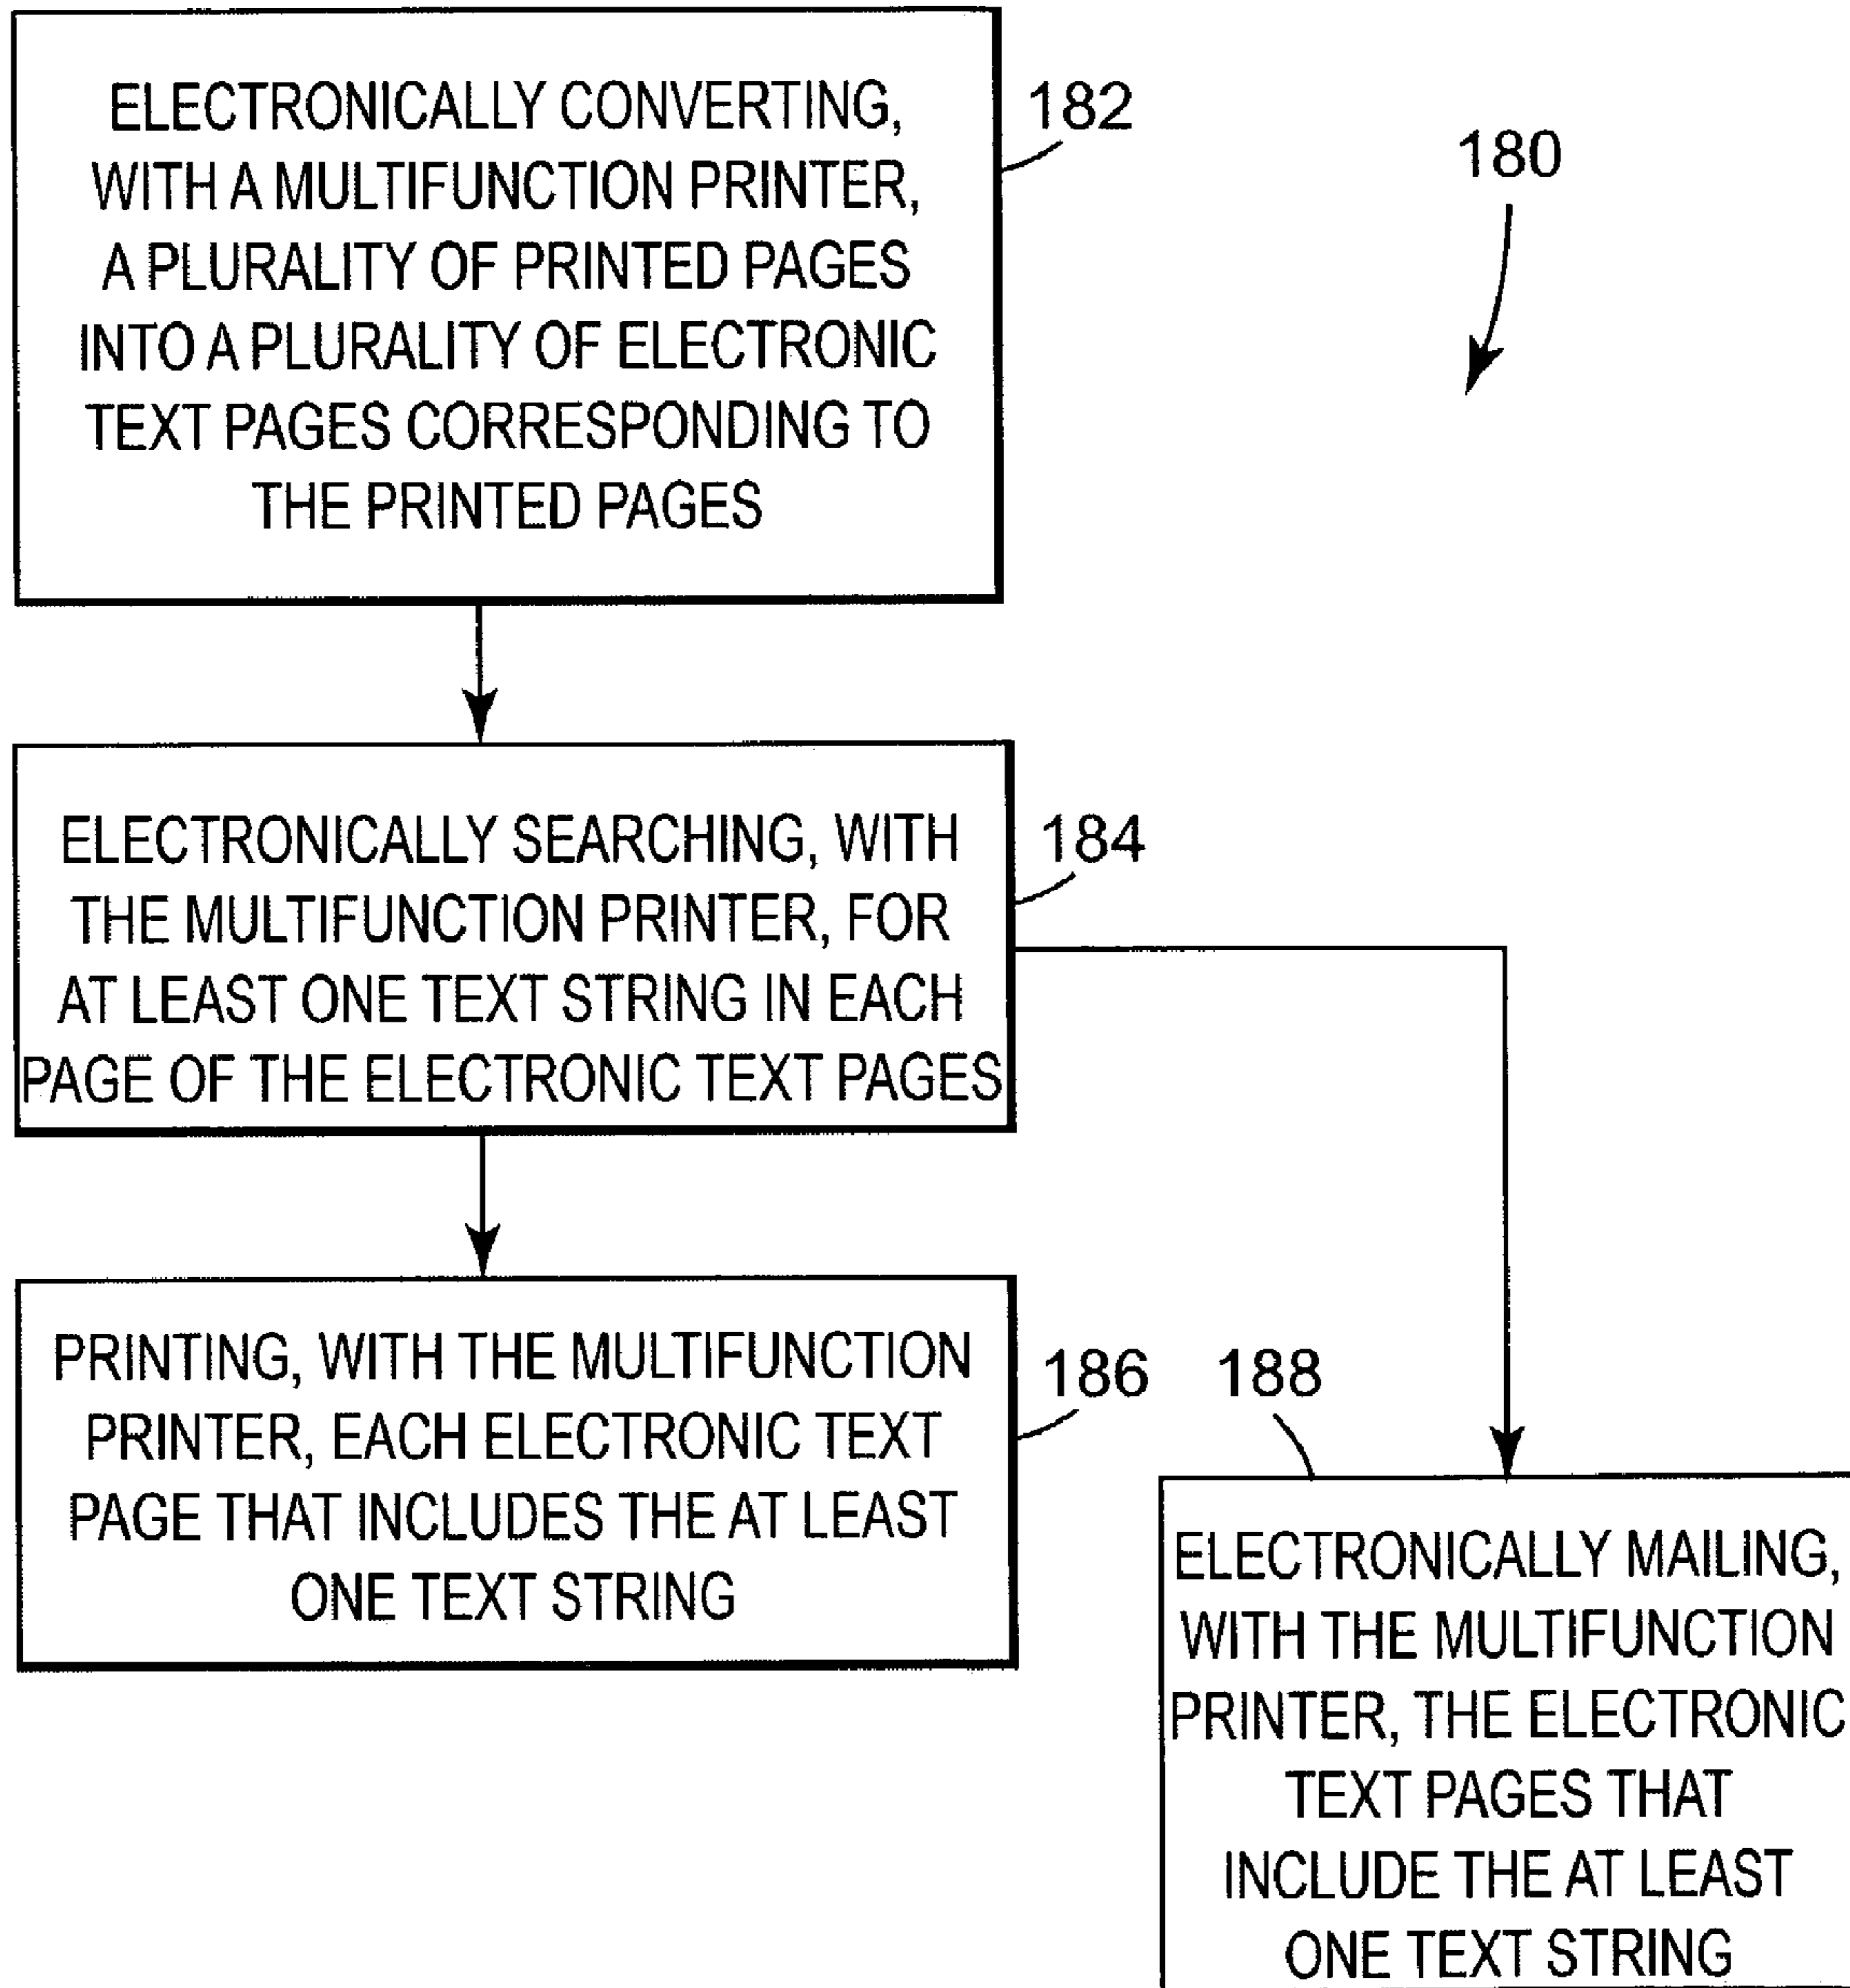 ELECTRONICALLY CONVERTING,
WITH A MULTIFUNCTION PRINTER,
A PLURALITY OF PRINTED PAGES
INTO A PLURALITY OF ELECTRONIC
TEXT PAGES CORRESPONDING TO
THE PRINTED PAGES
182
180
ELECTRONICALLY SEARCHING, WITH
THE MULTIFUNCTION PRINTER, FOR
AT LEAST ONE TEXT STRING IN EACH
PAGE OF THE ELECTRONIC TEXT PAGES
184
PRINTING, WITH THE MULTIFUNCTION
PRINTER, EACH ELECTRONIC TEXT
PAGE THAT INCLUDES THE AT LEAST
ONE TEXT STRING
186
188
ELECTRONICALLY MAILING,
WITH THE MULTIFUNCTION
PRINTER, THE ELECTRONIC
TEXT PAGES THAT
INCLUDE THE AT LEAST
ONE TEXT STRING